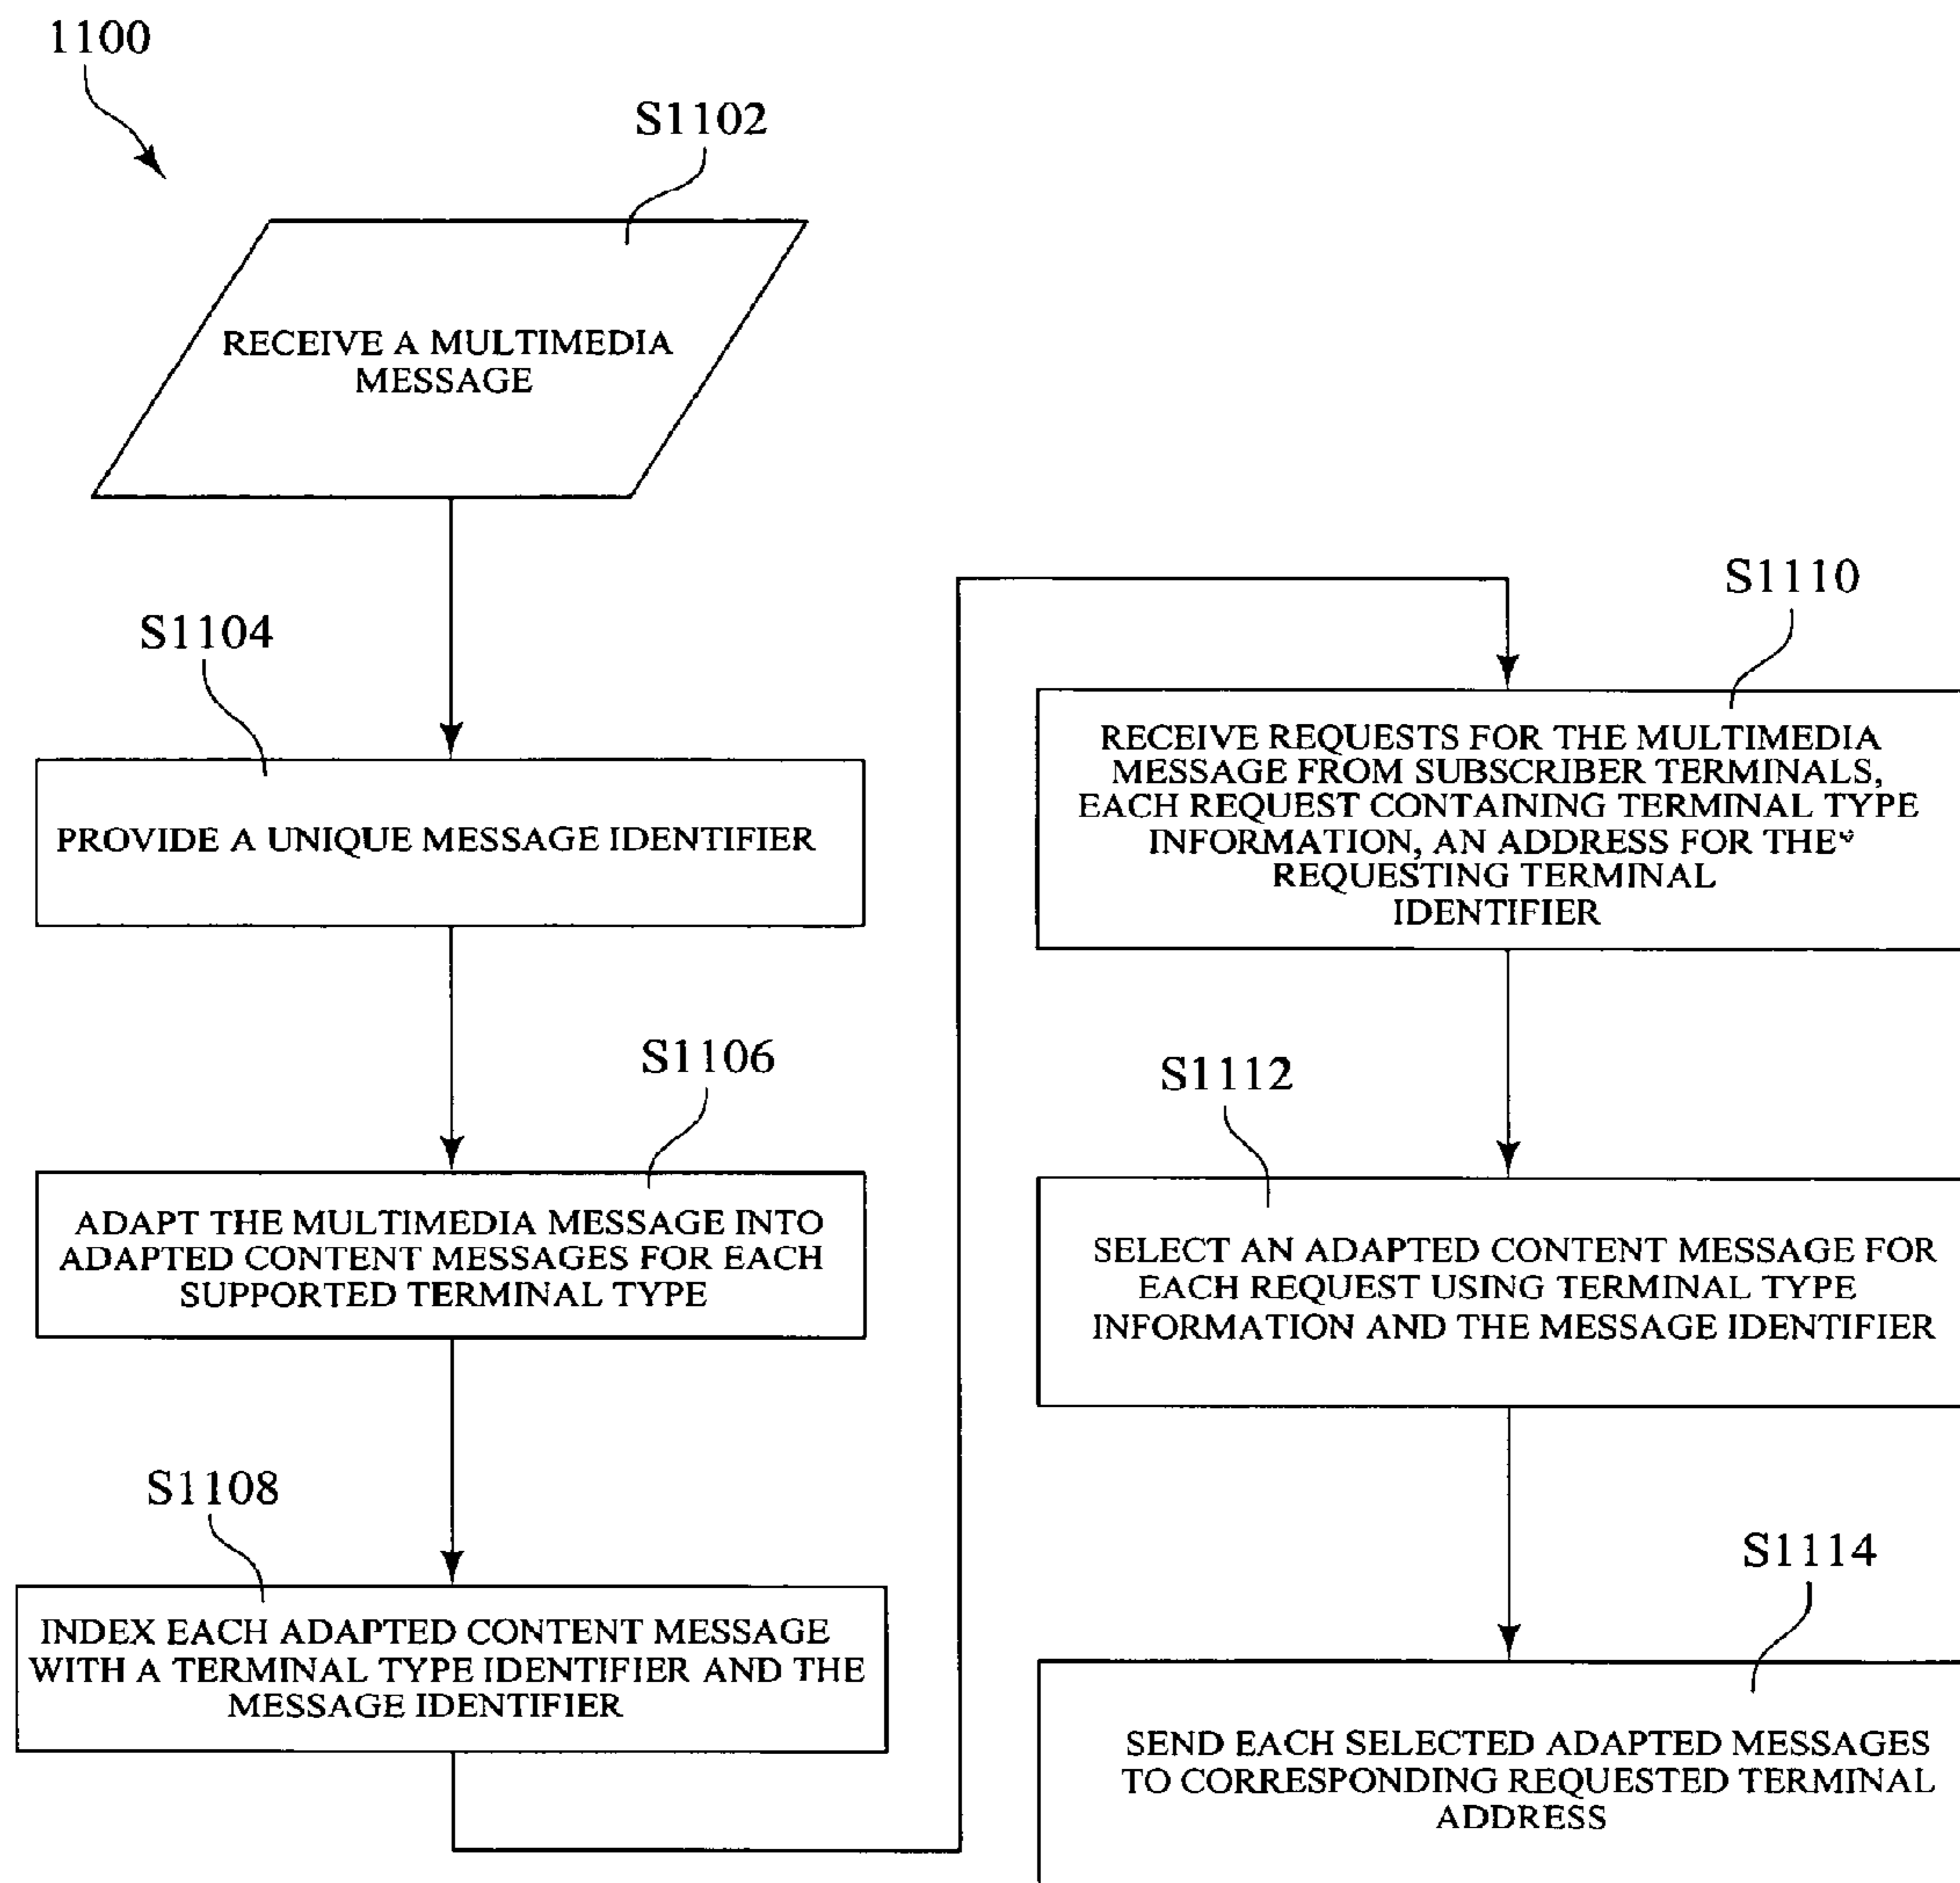 1100
S1102
RECEIVE A MULTIMEDIA
MESSAGE
S1104
PROVIDE A UNIQUE MESSAGE IDENTIFIER
S1106
ADAPT THE MULTIMEDIA MESSAGE INTO
ADAPTED CONTENT MESSAGES FOR EACH
SUPPORTED TERMINAL TYPE
S1108
INDEX EACH ADAPTED CONTENT MESSAGE
WITH A TERMINAL TYPE IDENTIFIER AND THE
MESSAGE IDENTIFIER
S1110
RECEIVE REQUESTS FOR THE MULTIMEDIA
MESSAGE FROM SUBSCRIBER TERMINALS,
EACH REQUEST CONTAINING TERMINAL TYPE
INFORMATION, AN ADDRESS FOR THE
REQUESTING TERMINAL
IDENTIFIER
S1112
SELECT AN ADAPTED CONTENT MESSAGE FOR
EACH REQUEST USING TERMINAL TYPE
INFORMATION AND THE MESSAGE IDENTIFIER
S1114
SEND EACH SELECTED ADAPTED MESSAGES
TO CORRESPONDING REQUESTED TERMINAL
ADDRESS